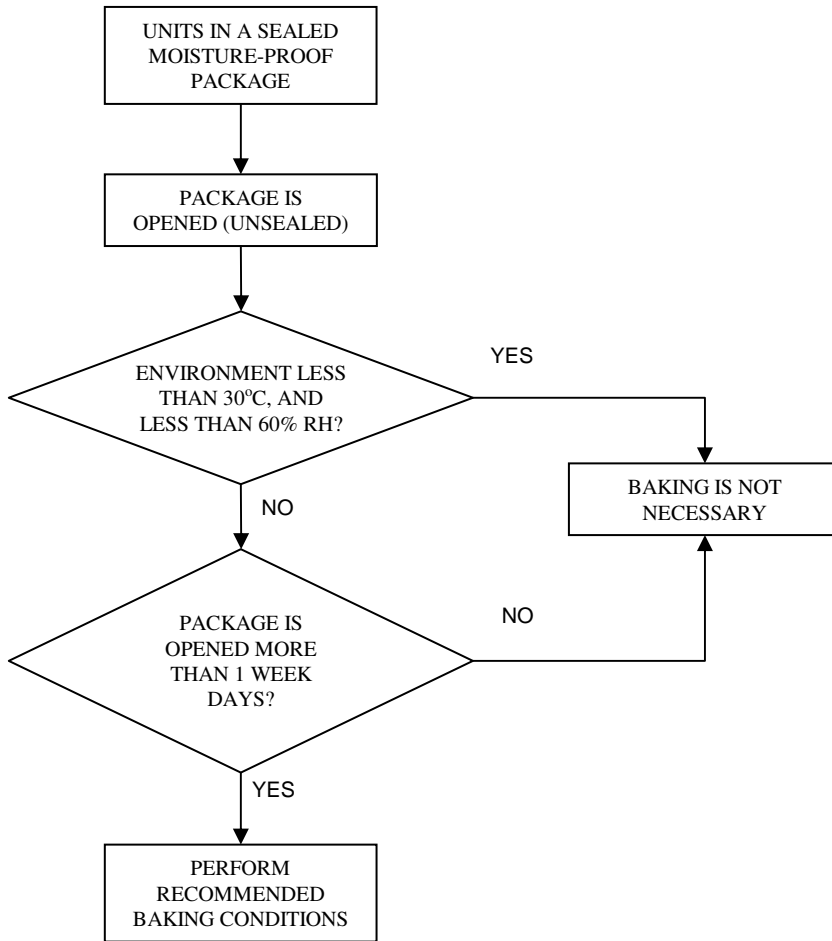 UNITS IN A SEALED
MOISTURE-PROOF
PACKAGE
PACKAGE IS
OPENED (UNSEALED)
ENVIRONMENT LESS
THAN 30°C, AND
LESS THAN 60% RH?
YES
BAKING IS NOT
NECESSARY
NO
PACKAGE IS
OPENED MORE
THAN 1 WEEK
DAYS?
NO
YES
PERFORM
RECOMMENDED
BAKING CONDITIONS